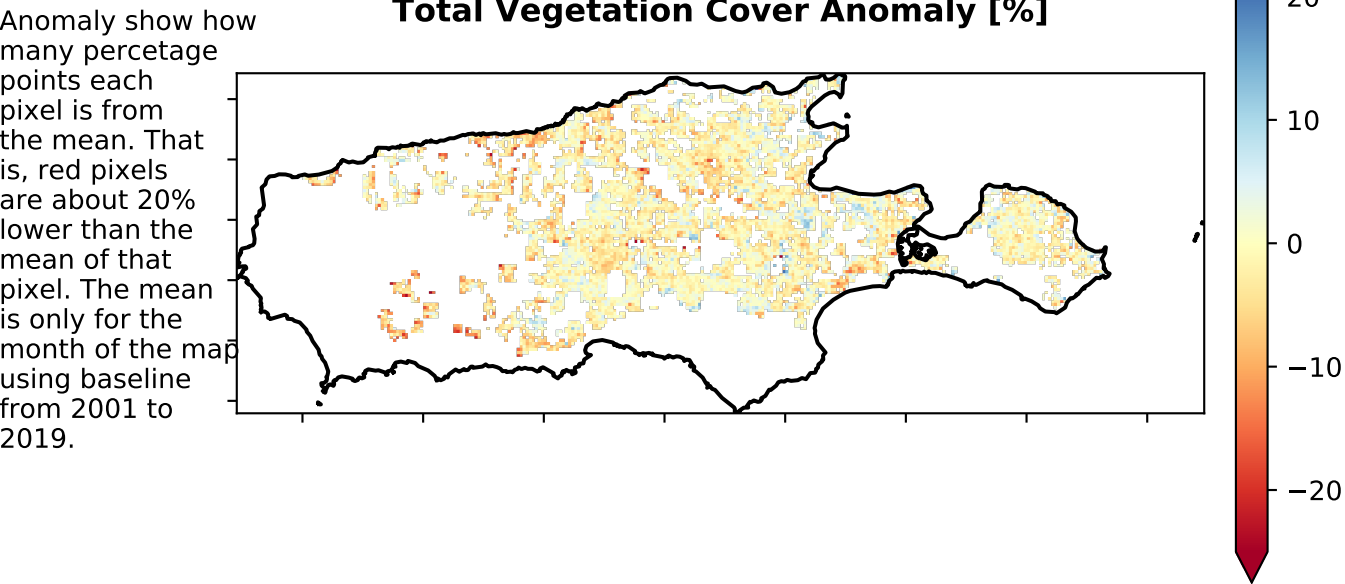 Total Vegetation Cover Anomaly [%]
Anomaly show how
many percetage
points each
pixel is from
the mean. That
is, red pixels
are about 20%
lower than the
mean of that
pixel. The mean
is only for the
month of the map
using baseline
from 2001 to
2019.
20
10
0
−10
−20